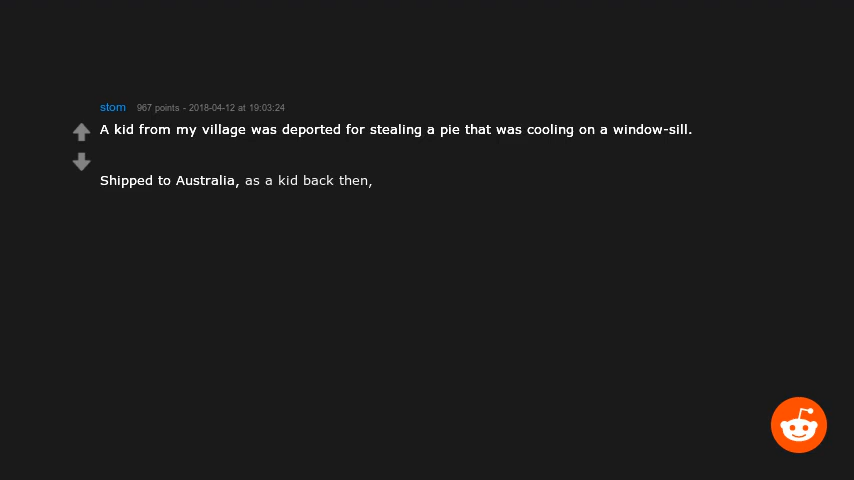 stom 967 points - 2018-04-12 at 19:03:24
A kid from my village was deported for stealing a pie that was cooling on a window-sill.
Shipped to Australia, as a kid back then,